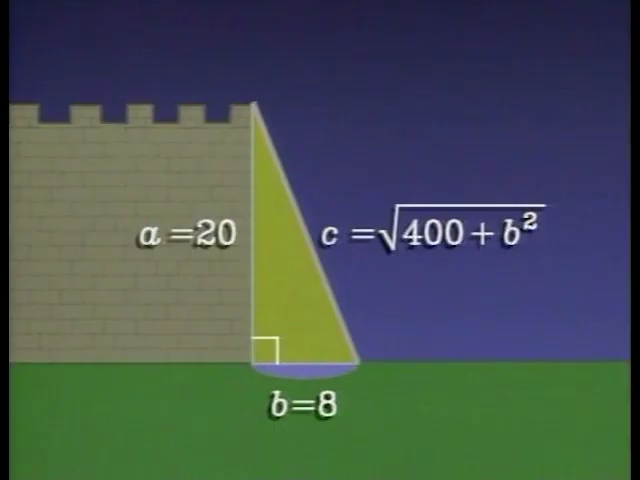 a =20
c =√400 + b²
b=8